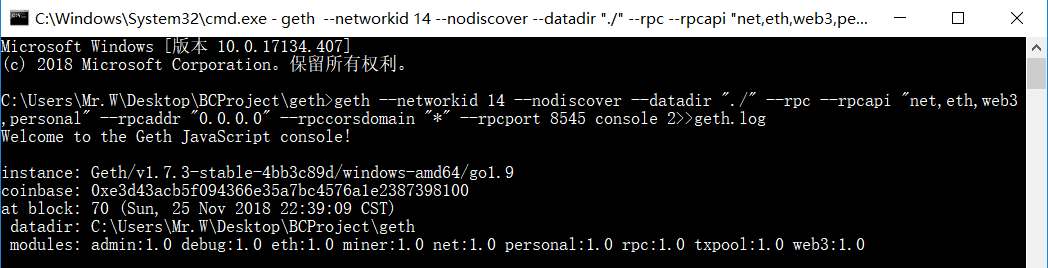 C:\Windows\System32\cmd.exe - geth  --networkid 14 --nodiscover --datadir "./" --rpc --rpcapi "net,eth,web3,pe...
Microsoft Windows [版本 10.0.17134.407]
(c) 2018 Microsoft Corporation。保留所有权利。
C:\Users\Mr.W\Desktop\BCProject\geth>geth --networkid 14 --nodiscover --datadir "./" --rpc --rpcapi "net,eth,web3
,personal" --rpcaddr "0.0.0.0" --rpccorsdomain "*" --rpcport 8545 console 2>>geth.log
Welcome to the Geth JavaScript console!
instance: Geth/v1.7.3-stable-4bb3c89d/windows-amd64/go1.9
coinbase: 0xe3d43acb5f094366e35a7bc4576a1e2387398100
at block: 70 (Sun, 25 Nov 2018 22:39:09 CST)
 datadir: C:\Users\Mr.W\Desktop\BCProject\geth
 modules: admin:1.0 debug:1.0 eth:1.0 miner:1.0 net:1.0 personal:1.0 rpc:1.0 txpool:1.0 web3:1.0